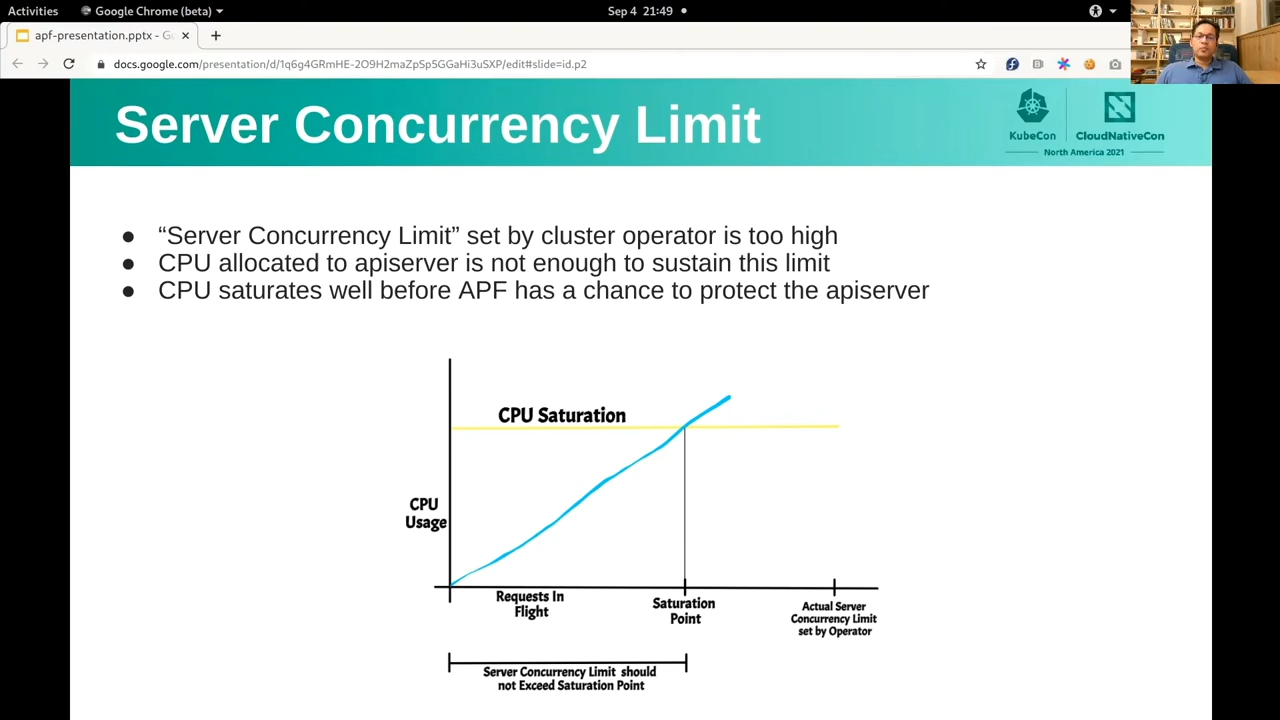 Activities
Google Chrome (beta)
Sep 4 21:49
apf-presentation.pptx - Go
docs.google.com/presentation/d/1q6g4GRmHE-2O9H2maZpSp5GGaHi3uSXP/edit#slide=id.p2
Server Concurrency Limit
KubeCon
CloudNativeCon
North America 2021
● “Server Concurrency Limit” set by cluster operator is too high
● CPU allocated to apiserver is not enough to sustain this limit
● CPU saturates well before APF has a chance to protect the apiserver
CPU Saturation
CPU
Usage
Requests In
Flight
Saturation
Point
Actual Server
Concurrency Limit
set by Operator
Server Concurrency Limit should
not Exceed Saturation Point